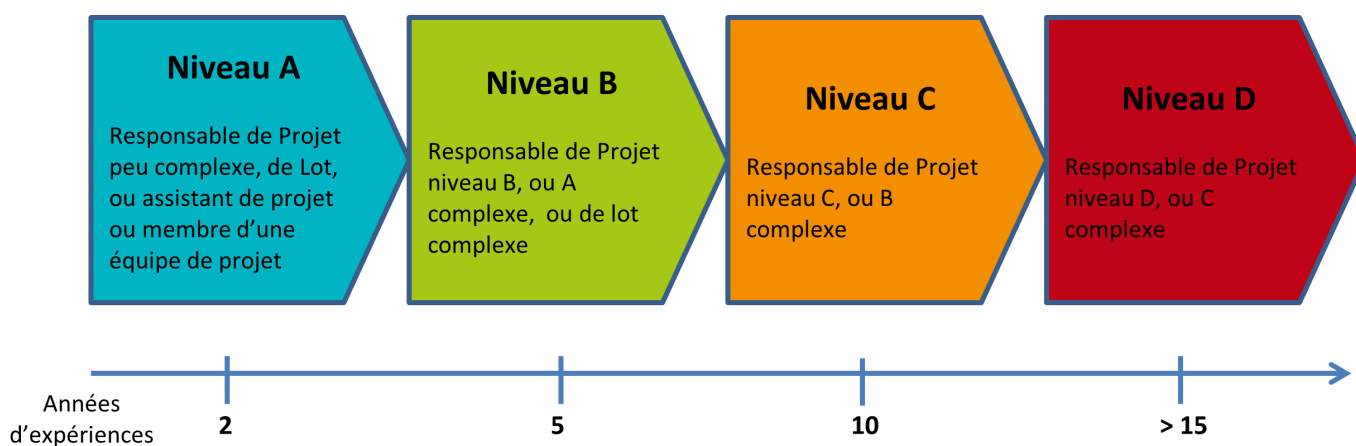 Niveau A
Responsable de Projet
peu complexe, de Lot,
ou assistant de projet
ou membre d’une
équipe de projet
Niveau B
Responsable de Projet
niveau B, ou A
complexe,  ou de lot
complexe
Niveau C
Responsable de Projet
niveau C, ou B
complexe
Niveau D
Responsable de Projet
niveau D, ou C
complexe
Années
d’expériences
2
5
10
> 15